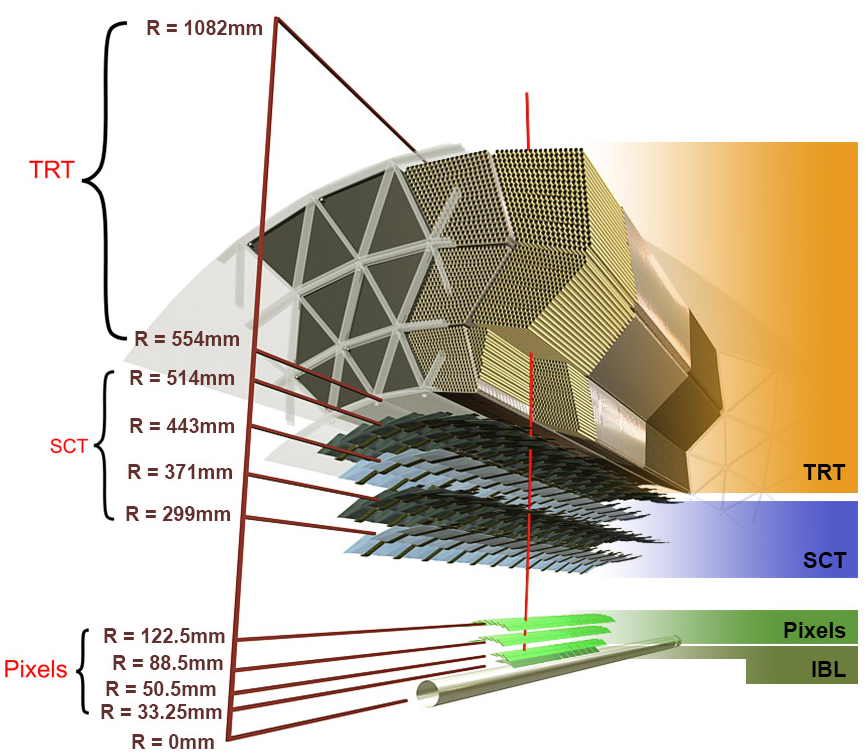 R = 1082mm
TRT
R = 554mm
R = 514mm
R = 443mm
SCT
R = 371mm
R = 299mm
TRT
SCT
R = 122.5mm
Pixels
R = 88.5mm
Pixels
IBL
R = 50.5mm
R = 33.25mm
R = 0mm